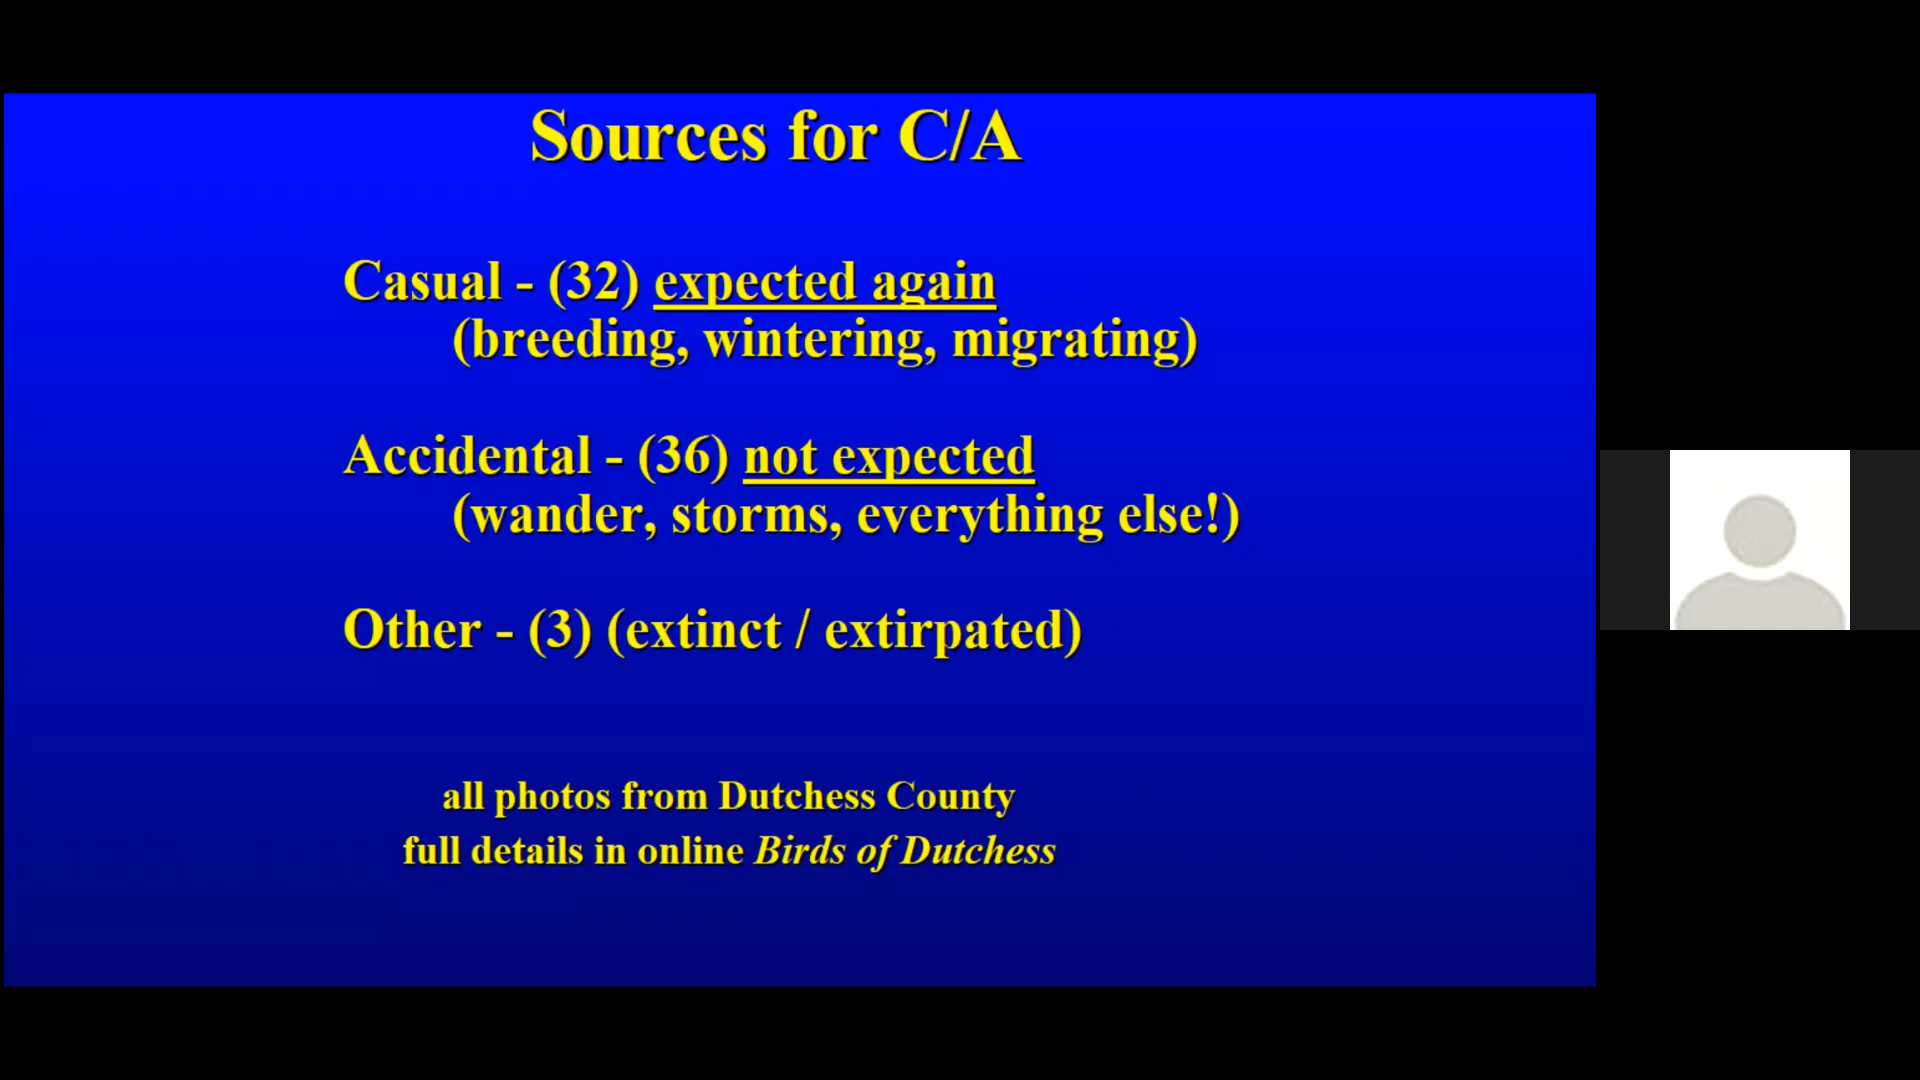 Sources for C/A
Casual - (32) expected again
(breeding, wintering, migrating)
Accidental - (36) not expected
(wander, storms, everything else!)
Other - (3) (extinct / extirpated)
all photos from Dutchess County
full details in online Birds of Dutchess